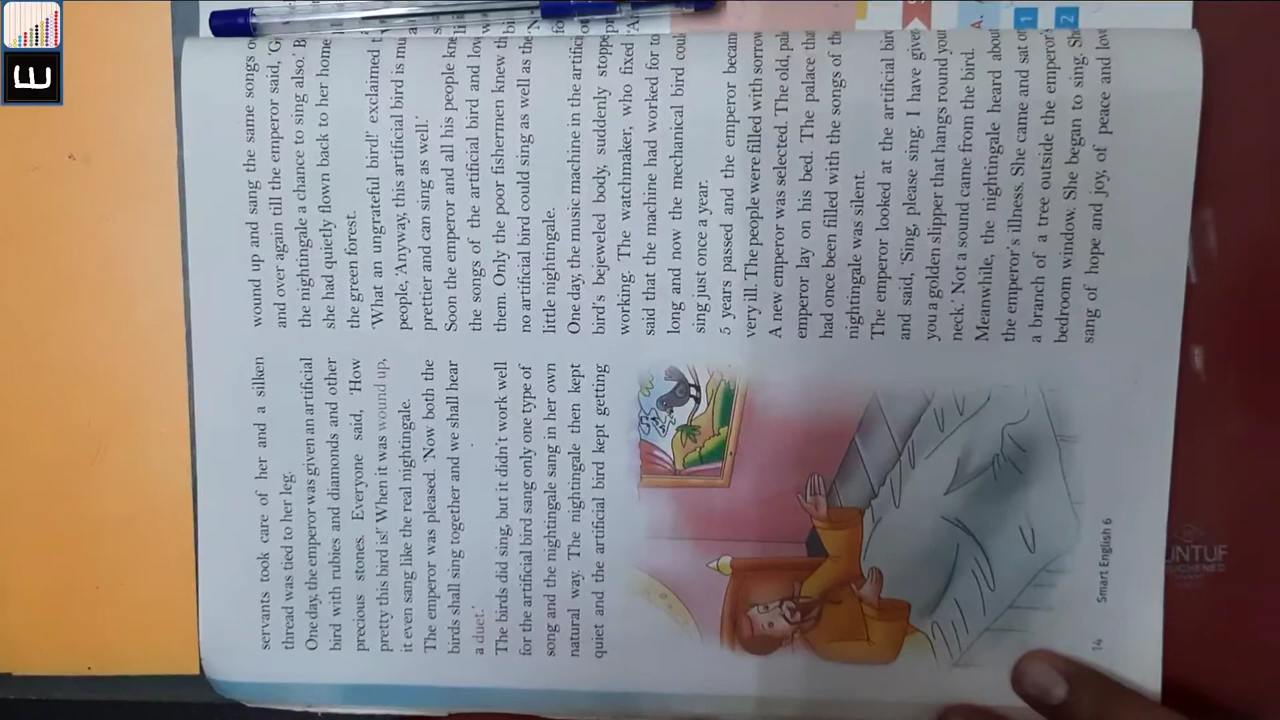 servants took care of her and a silken
thread was tied to her leg.
One day, the emperor was given an artificial
bird with rubies and diamonds and other
precious stones. Everyone said, 'How
pretty this bird is!' When it was wound up,
it even sang like the real nightingale.
The emperor was pleased. 'Now both the
birds shall sing together and we shall hear
a duet.'
The birds did sing, but it didn't work well
for the artificial bird sang only one type of
song and the nightingale sang in her own
natural way. The nightingale then kept
quiet and the artificial bird kept getting
wound up and sang the same songs
and over again till the emperor said,
the nightingale a chance to sing also.
she had quietly flown back to her home
the green forest.
'What an ungrateful bird!' exclaimed
people, 'Anyway, this artificial bird is
prettier and can sing as well.'
Soon the emperor and all his people
the songs of the artificial bird and
them. Only the poor fishermen knew
no artificial bird could sing as well as the
little nightingale.
One day, the music machine in the
bird's bejeweled body, suddenly
working. The watchmaker, who fixed
said that the machine had worked for
long and now the mechanical bird
sing just once a year.
5 years passed and the emperor
very ill. The people were filled with
A new emperor was selected. The old,
emperor lay on his bed. The palace
had once been filled with the songs of
nightingale was silent.
The emperor looked at the artificial
and said, 'Sing, please sing. I have
you a golden slipper that hangs round
neck.' Not a sound came from the bird.
Meanwhile, the nightingale heard
the emperor's illness. She came and sat
a branch of a tree outside the
bedroom window. She began to sing.
sang of hope and joy, of peace and
14
Smart English 6
A.
1
2
E